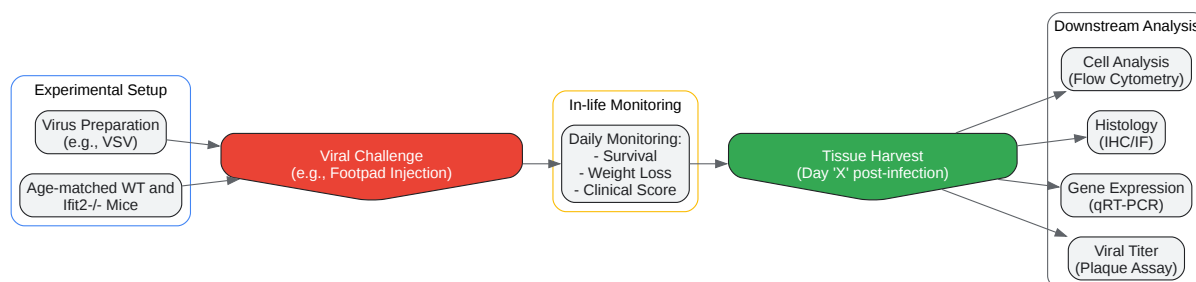 Experimental Setup
Virus Preparation
(e.g., VSV)
Age-matched WT and
Ifit2-/- Mice
Viral Challenge
(e.g., Footpad Injection)
In-life Monitoring
Daily Monitoring:
- Survival
- Weight Loss
- Clinical Score
Tissue Harvest
(Day 'X' post-infection)
Downstream Analysis
Cell Analysis
(Flow Cytometry)
Histology
(IHC/IF)
Gene Expression
(qRT-PCR)
Viral Titer
(Plaque Assay)